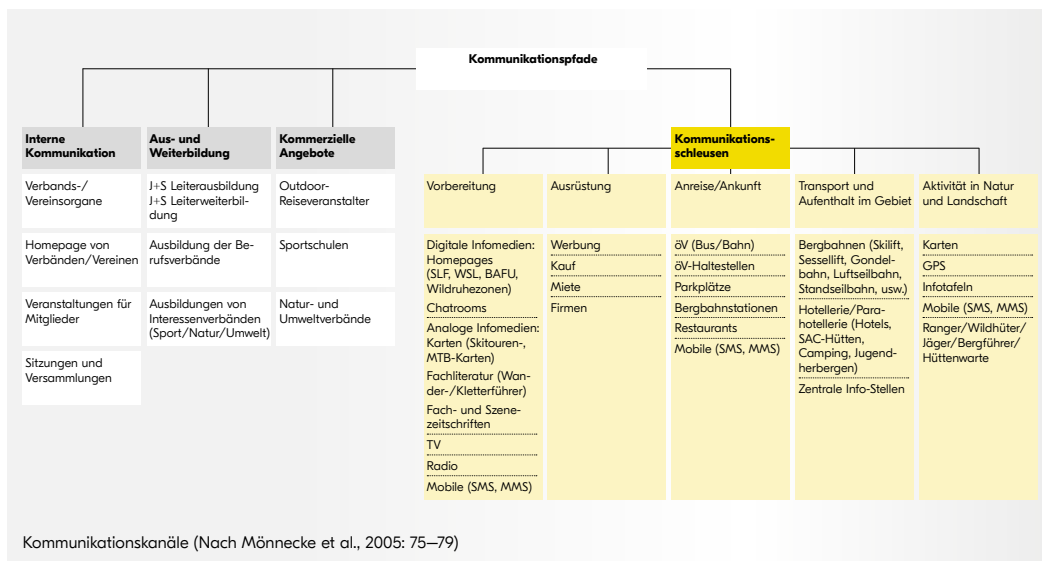 Kommunikationspfade
Interne
Kommunikation
Verbands-/
Vereinsorgane
Homepage von
Verbänden/Vereinen
Veranstaltungen für
Mitglieder
Sitzungen und
Versammlungen
Aus- und
Weiterbildung
J+S Leiterausbildung
J+S Leiterweiterbil-
dung
Ausbildung der Be-
rufsverbände
Ausbildungen von
Interessenverbänden
(Sport/Natur/Umwelt)
Kommerzielle
Angebote
Outdoor-
Reiseveranstalter
Sportschulen
Natur- und
Umweltverbände
Kommunikations-
schleusen
Vorbereitung
Digitale Infomedien:
Homepages
(SLF, WSL, BAFU,
Wildruhezonen)
Chatrooms
Analoge Infomedien:
Karten (Skitouren-,
MTB-Karten)
Fachliteratur (Wan-
der-/Kletterführer)
Fach- und Szene-
zeitschriften
TV
Radio
Mobile (SMS, MMS)
Ausrüstung
Werbung
Kauf
Miete
Firmen
Anreise/Ankunft
öV (Bus/Bahn)
öV-Haltestellen
Parkplätze
Bergbahnstationen
Restaurants
Mobile (SMS, MMS)
Transport und
Aufenthalt im Gebiet
Bergbahnen (Skilift,
Sessellift, Gondel-
bahn, Luftseilbahn,
Standseilbahn, usw.)
Hotellerie/Para-
hotellerie (Hotels,
SAC-Hütten,
Camping, Jugend-
herbergen)
Zentrale Info-Stellen
Aktivität in Natur
und Landschaft
Karten
GPS
Infotafeln
Mobile (SMS, MMS)
Ranger/Wildhüter/
Jäger/Bergführer/
Hüttenwarte
Kommunikationskanäle (Nach Mönnecke et al., 2005: 75–79)